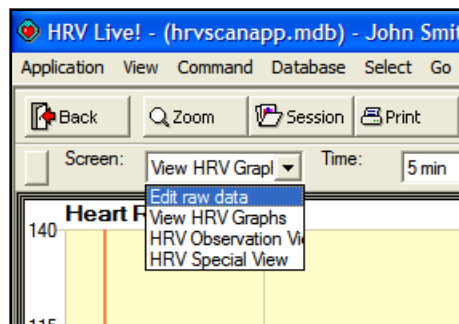 HRV Live! - (hrvscanapp.mdb) - John Smit
Application View Command Database Select Go
Back Zoom Session Print
Screen: View HRV Grapl Time: 5 min
Edit raw data
Heart R
View HRV Graphs
140
HRV Observation Vi
HRV Special View
115